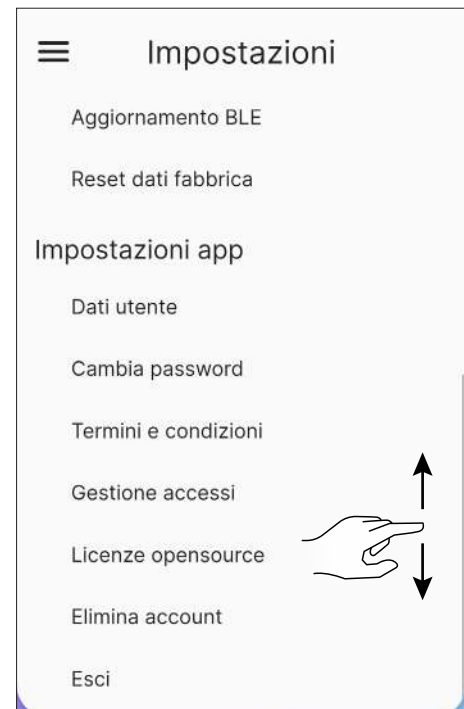 Impostazioni
Aggiornamento BLE
Reset dati fabbrica
Impostazioni app
Dati utente
Cambia password
Termini e condizioni
Gestione accessi
Licenze opensource
Elimina account
Esci